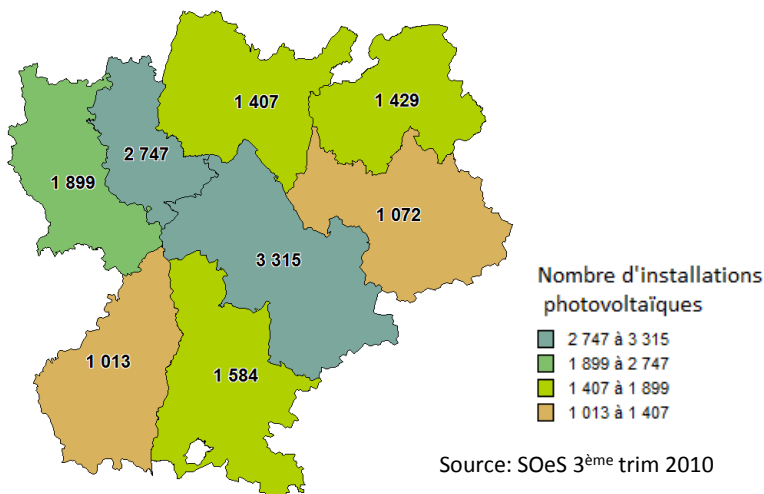 1 407
1 429
2 747
1 899
1 072
3 315
1 013
1 584
Nombre d'installations
photovoltaïques
2 747 à 3 315
1 899 à 2 747
1 407 à 1 899
1 013 à 1 407
Source: SOeS 3ème trim 2010